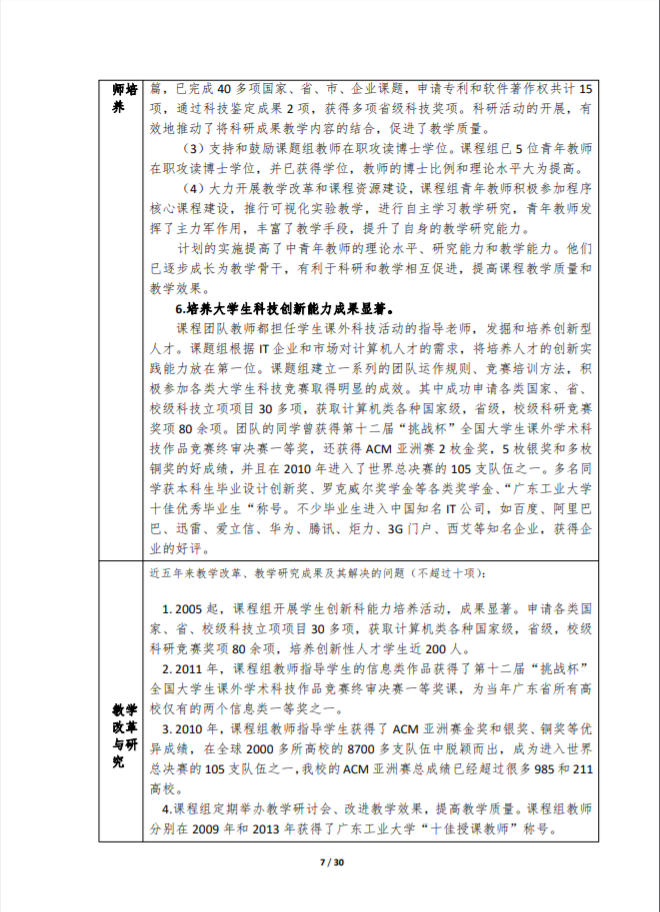 师培养
篇，已完成 40 多项国家、省、市、企业课题，申请专利和软件著作权共计 15
项，通过科技鉴定成果 2 项，获得多项省级科技奖项。科研活动的开展，有
效地推动了将科研成果教学内容的结合，促进了教学质量。
（3）支持和鼓励课题组教师在职攻读博士学位。课程组已 5 位青年教师
在职攻读博士学位，并已获得学位，教师的博士比例和理论水平大为提高。
（4）大力开展教学改革和课程资源建设，课程组青年教师积极参加程序
核心课程建设，推行可视化实验教学，进行自主学习教学研究，青年教师发
挥了主力军作用，丰富了教学手段，提升了自身的教学研究能力。
计划的实施提高了中青年教师的理论水平、研究能力和教学能力。他们
已逐步成长为教学骨干，有利于科研和教学相互促进，提高课程教学质量和
教学效果。
6.培养大学生科技创新能力成果显著。
课程团队教师都担任学生课外科技活动的指导老师，发掘和培养创新型
人才。课题组根据 IT 企业和市场对计算机人才的需求，将培养人才的创新实
践能力放在第一位。课题组建立一系列的团队运作规则、竞赛培训方法，积
极参加各类大学生科技竞赛取得明显的成效。其中成功申请各类国家、省、
校级科技立项项目 30 多项，获取计算机类各种国家级，省级，校级科研竞赛
奖项 80 余项。团队的同学曾获得第十二届“挑战杯”全国大学生课外学术科
技作品竞赛终审决赛一等奖，还获得 ACM 亚洲赛 2 枚金奖，5 枚银奖和多枚
铜奖的好成绩，并且在 2010 年进入了世界总决赛的 105 支队伍之一。多名同
学获本科生毕业设计创新奖、罗克威尔奖学金等各类奖学金、“广东工业大学
十佳优秀毕业生“称号。不少毕业生进入中国知名 IT 公司，如百度、阿里巴
巴、迅雷、爱立信、华为、腾讯、炬力、3G 门户、西艾等知名企业，获得企
业的好评。
教学改革与研究
近五年来教学改革、教学研究成果及其解决的问题（不超过十项）：
1. 2005 起，课程组开展学生创新科能力培养活动，成果显著。申请各类国
家、省、校级科技立项项目 30 多项，获取计算机类各种国家级，省级，校级
科研竞赛奖项 80 余项，培养创新性人才学生近 200 人。
2. 2011 年，课程组教师指导学生的信息类作品获得了第十二届“挑战杯”
全国大学生课外学术科技作品竞赛终审决赛一等奖课，为当年广东省所有高
校仅有的两个信息类一等奖之一。
3. 2010 年，课程组教师指导学生获得了 ACM 亚洲赛金奖和银奖、铜奖等优
异成绩，在全球 2000 多所高校的 8700 多支队伍中脱颖而出，成为进入世界
总决赛的 105 支队伍之一，我校的 ACM 亚洲赛总成绩已经超过很多 985 和 211
高校。
4.课程组定期举办教学研讨会、改进教学效果，提高教学质量。课程组教师
分别在 2009 年和 2013 年获得了广东工业大学“十佳授课教师”称号。
7 / 30